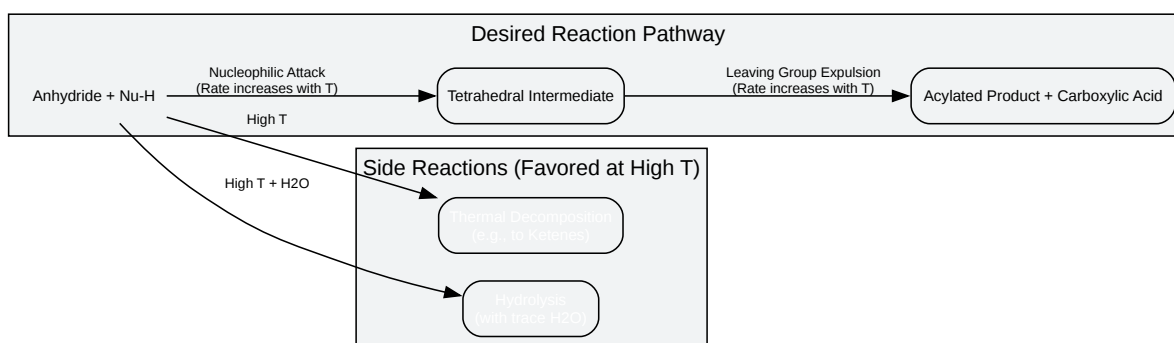 Desired Reaction Pathway
Nucleophilic Attack
(Rate increases with T)
Leaving Group Expulsion
(Rate increases with T)
Anhydride + Nu-H
Tetrahedral Intermediate
Acylated Product + Carboxylic Acid
High T
Side Reactions (Favored at High T)
High T + H2O
Thermal Decomposition
(e.g., to Ketenes)
Hydrolysis
(with trace H2O)